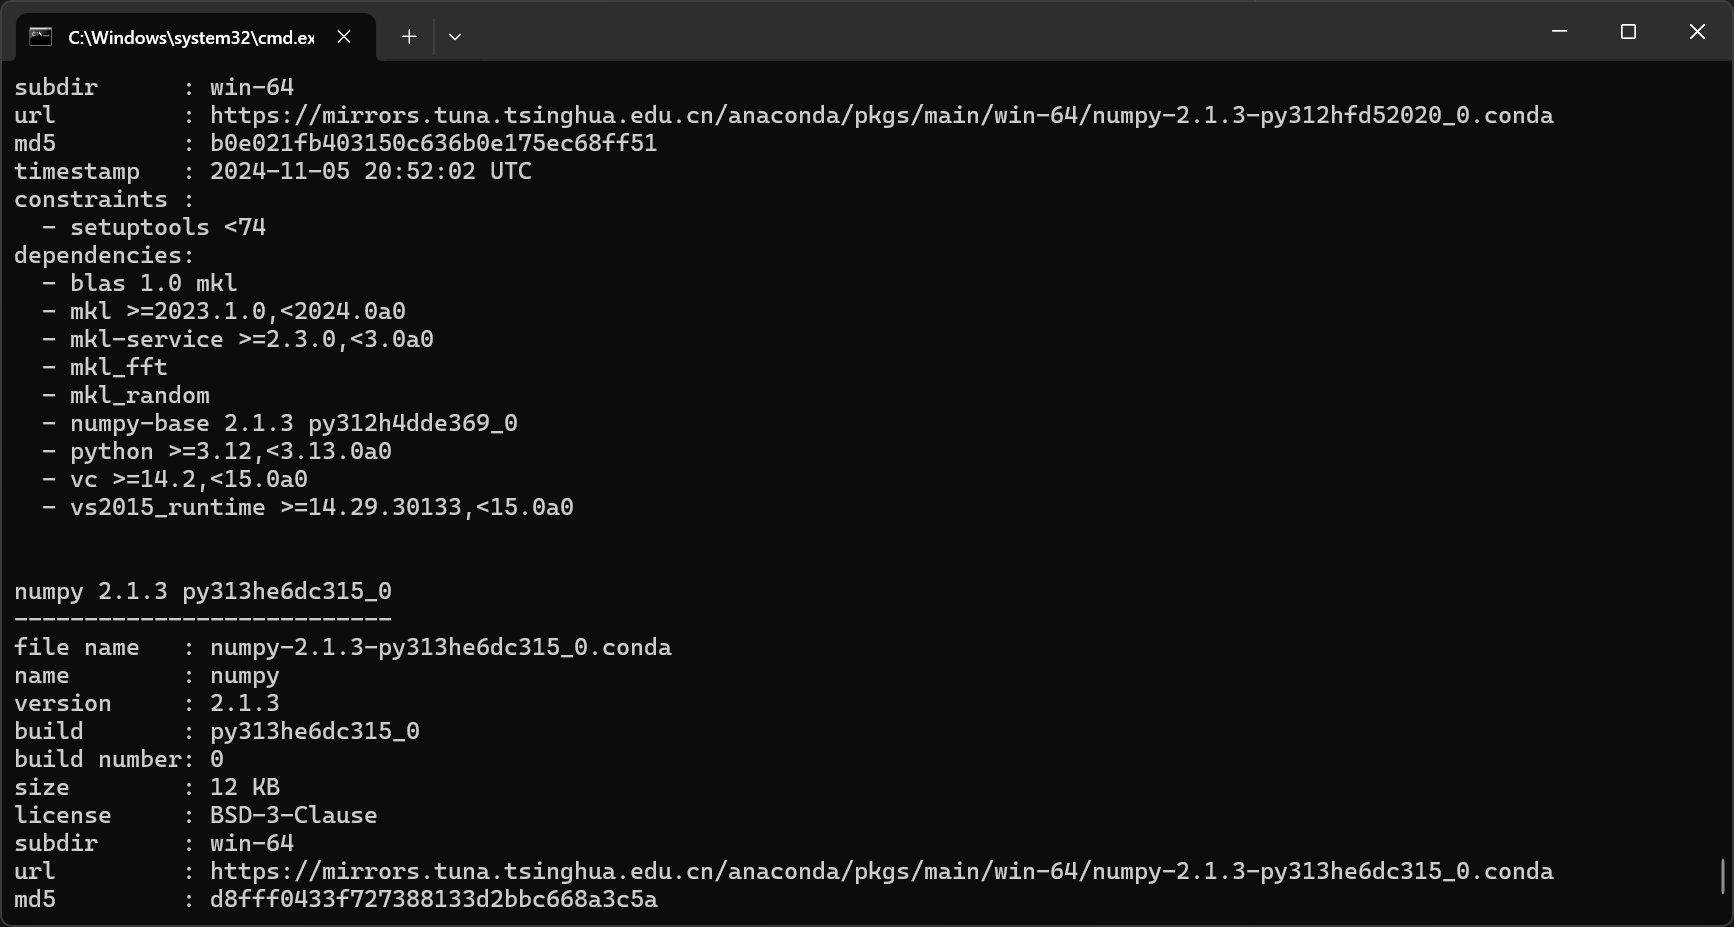 C:\Windows\system32\cmd.ex
subdir      : win-64
url         : https://mirrors.tuna.tsinghua.edu.cn/anaconda/pkgs/main/win-64/numpy-2.1.3-py312hfd52020_0.conda
md5         : b0e021fb403150c636b0e175ec68ff51
timestamp   : 2024-11-05 20:52:02 UTC
constraints :
  - setuptools <74
dependencies:
  - blas 1.0 mkl
  - mkl >=2023.1.0,<2024.0a0
  - mkl-service >=2.3.0,<3.0a0
  - mkl_fft
  - mkl_random
  - numpy-base 2.1.3 py312h4dde369_0
  - python >=3.12,<3.13.0a0
  - vc >=14.2,<15.0a0
  - vs2015_runtime >=14.29.30133,<15.0a0
numpy 2.1.3 py313he6dc315_0
---------------------------
file name   : numpy-2.1.3-py313he6dc315_0.conda
name        : numpy
version     : 2.1.3
build       : py313he6dc315_0
build number: 0
size        : 12 KB
license     : BSD-3-Clause
subdir      : win-64
url         : https://mirrors.tuna.tsinghua.edu.cn/anaconda/pkgs/main/win-64/numpy-2.1.3-py313he6dc315_0.conda
md5         : d8fff0433f727388133d2bbc668a3c5a